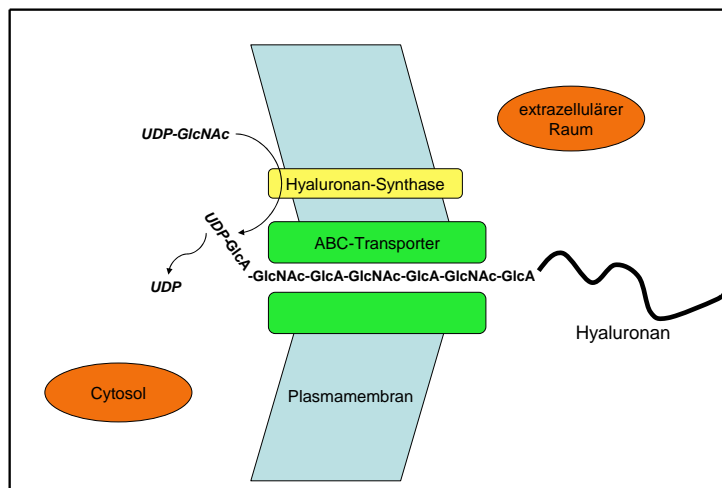 extrazellulärer
Raum
UDP-GlcNAc
Hyaluronan-Synthase
UDP-GlcA
ABC-Transporter
-GlcNAc-GlcA-GlcNAc-GlcA-GlcNAc-GlcA
UDP
Hyaluronan
Cytosol
Plasmamembran